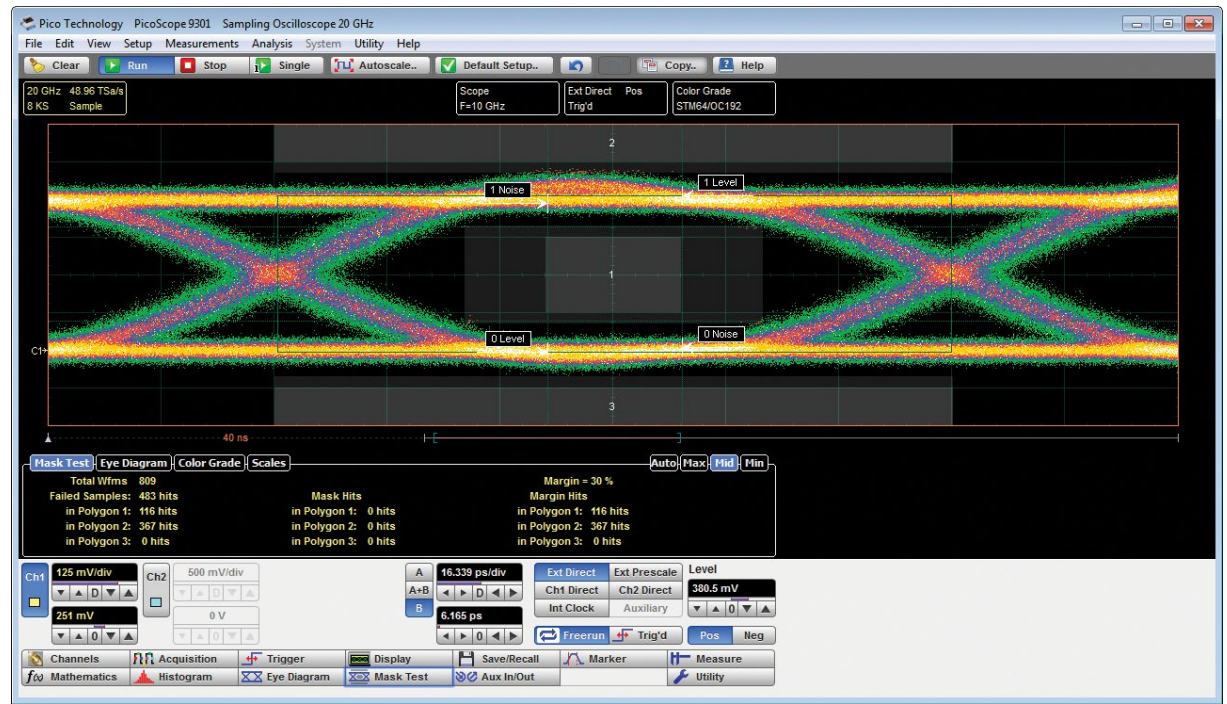 Pico Technology PicoScope 9301 Sampling Oscilloscope 20 GHz
File Edit View Setup Measurements Analysis System Utility Help
Clear Run Stop Single Autoscale.. Default Setup.. Copy.. Help
20 GHz 48.96 TSa/s
8 KS Sample
Scope
F=10 GHz
Ext Direct Pos
Trig'd
Color Grade
STM64/OC192
2
1 Noise
1 Level
1
0 Level
0 Noise
C1
3
40 ns
Mask Test Eye Diagram Color Grade Scales Auto Max Mid Min
Total Wfms 809 Margin = 30 %
Failed Samples: 483 hits Mask Hits Margin Hits
in Polygon 1: 116 hits in Polygon 1: 0 hits in Polygon 1: 116 hits
in Polygon 2: 367 hits in Polygon 2: 0 hits in Polygon 2: 367 hits
in Polygon 3: 0 hits in Polygon 3: 0 hits in Polygon 3: 0 hits
Ch1 125 mV/div Ch2 500 mV/div A 16.339 ps/div Ext Direct Ext Prescale Level
D D A+B D Ch1 Direct Ch2 Direct 380.5 mV
251 mV 0 V B 6.165 ps Int Clock Auxiliary 0
0 0 0 Freerun Trig'd Pos Neg
Channels Acquisition Trigger Display Save/Recall Marker Measure
f(x) Mathematics Histogram Eye Diagram Mask Test Aux In/Out Utility